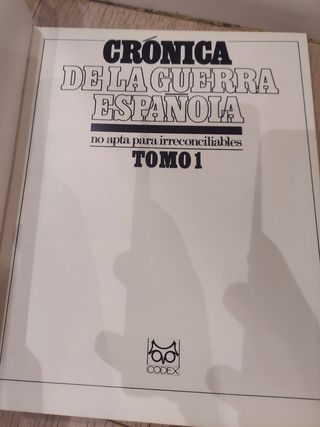 CRÓNICA
DE LA GUERRA
ESPAÑOLA
no apta para irreconciliables
TOMO 1
CODEX